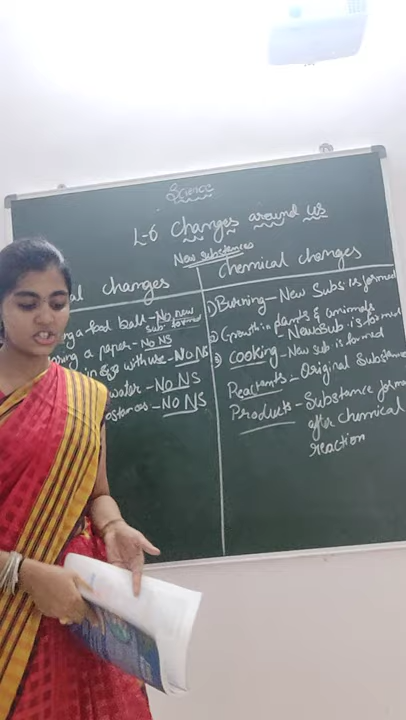 Science
L-6 Changes around us
New substances
al changes
a food ball - No new
sub formed
a paper - No NS
in with use - No NS
water - No NS
stances - No NS
Chemical changes
1) Burning - New Subs is formed
2) Growth in plants & animals
- New Sub is formed
3) Cooking - New sub is formed
Reactants - Original Substance
Products - Substance forme
after chemical
reaction